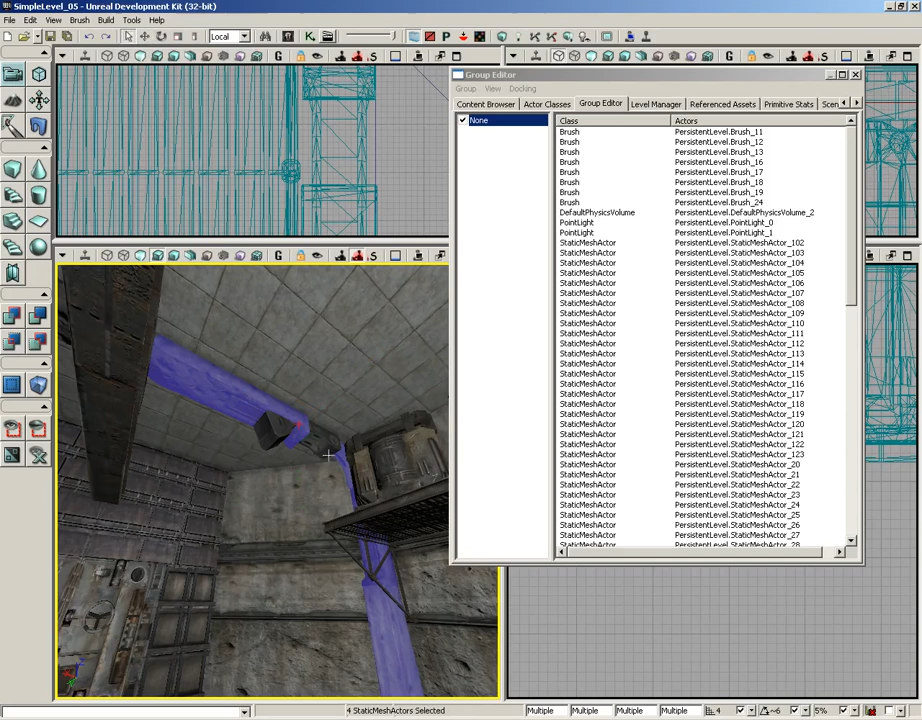 SimpleLevel_05 - Unreal Development Kit (32-bit)
File Edit View Brush Build Tools Help
Local
Group Editor
Group View Docking
Content Browser Actor Classes Group Editor Level Manager Referenced Assets Primitive Stats Scen
None
Class Actors
Brush PersistentLevel.Brush_11
Brush PersistentLevel.Brush_12
Brush PersistentLevel.Brush_13
Brush PersistentLevel.Brush_16
Brush PersistentLevel.Brush_17
Brush PersistentLevel.Brush_18
Brush PersistentLevel.Brush_19
Brush PersistentLevel.Brush_24
DefaultPhysicsVolume PersistentLevel.DefaultPhysicsVolume_2
PointLight PersistentLevel.PointLight_0
PointLight PersistentLevel.PointLight_1
StaticMeshActor PersistentLevel.StaticMeshActor_102
StaticMeshActor PersistentLevel.StaticMeshActor_103
StaticMeshActor PersistentLevel.StaticMeshActor_104
StaticMeshActor PersistentLevel.StaticMeshActor_105
StaticMeshActor PersistentLevel.StaticMeshActor_106
StaticMeshActor PersistentLevel.StaticMeshActor_107
StaticMeshActor PersistentLevel.StaticMeshActor_108
StaticMeshActor PersistentLevel.StaticMeshActor_109
StaticMeshActor PersistentLevel.StaticMeshActor_110
StaticMeshActor PersistentLevel.StaticMeshActor_111
StaticMeshActor PersistentLevel.StaticMeshActor_112
StaticMeshActor PersistentLevel.StaticMeshActor_113
StaticMeshActor PersistentLevel.StaticMeshActor_114
StaticMeshActor PersistentLevel.StaticMeshActor_115
StaticMeshActor PersistentLevel.StaticMeshActor_116
StaticMeshActor PersistentLevel.StaticMeshActor_117
StaticMeshActor PersistentLevel.StaticMeshActor_118
StaticMeshActor PersistentLevel.StaticMeshActor_119
StaticMeshActor PersistentLevel.StaticMeshActor_120
StaticMeshActor PersistentLevel.StaticMeshActor_121
StaticMeshActor PersistentLevel.StaticMeshActor_122
StaticMeshActor PersistentLevel.StaticMeshActor_123
StaticMeshActor PersistentLevel.StaticMeshActor_20
StaticMeshActor PersistentLevel.StaticMeshActor_21
StaticMeshActor PersistentLevel.StaticMeshActor_22
StaticMeshActor PersistentLevel.StaticMeshActor_23
StaticMeshActor PersistentLevel.StaticMeshActor_24
StaticMeshActor PersistentLevel.StaticMeshActor_25
StaticMeshActor PersistentLevel.StaticMeshActor_26
StaticMeshActor PersistentLevel.StaticMeshActor_27
StaticMeshActor PersistentLevel.StaticMeshActor_28
4 StaticMeshActors Selected Multiple Multiple Multiple Multiple 4 ~6 5%